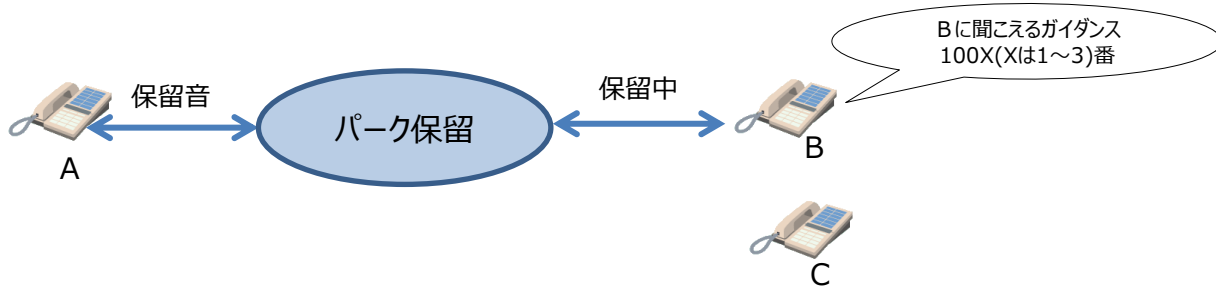 Bに聞こえるガイダンス
100X(Xは1～3)番
保留音
保留中
パーク保留
A
B
C